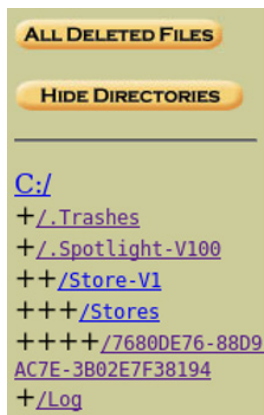 ALL DELETED FILES
HIDE DIRECTORIES
C:/
+/.Trashes
+/.Spotlight-V100
++/Store-V1
+++/Stores
++++/7680DE76-88D9
AC7E-3B02E7F38194
+/Log